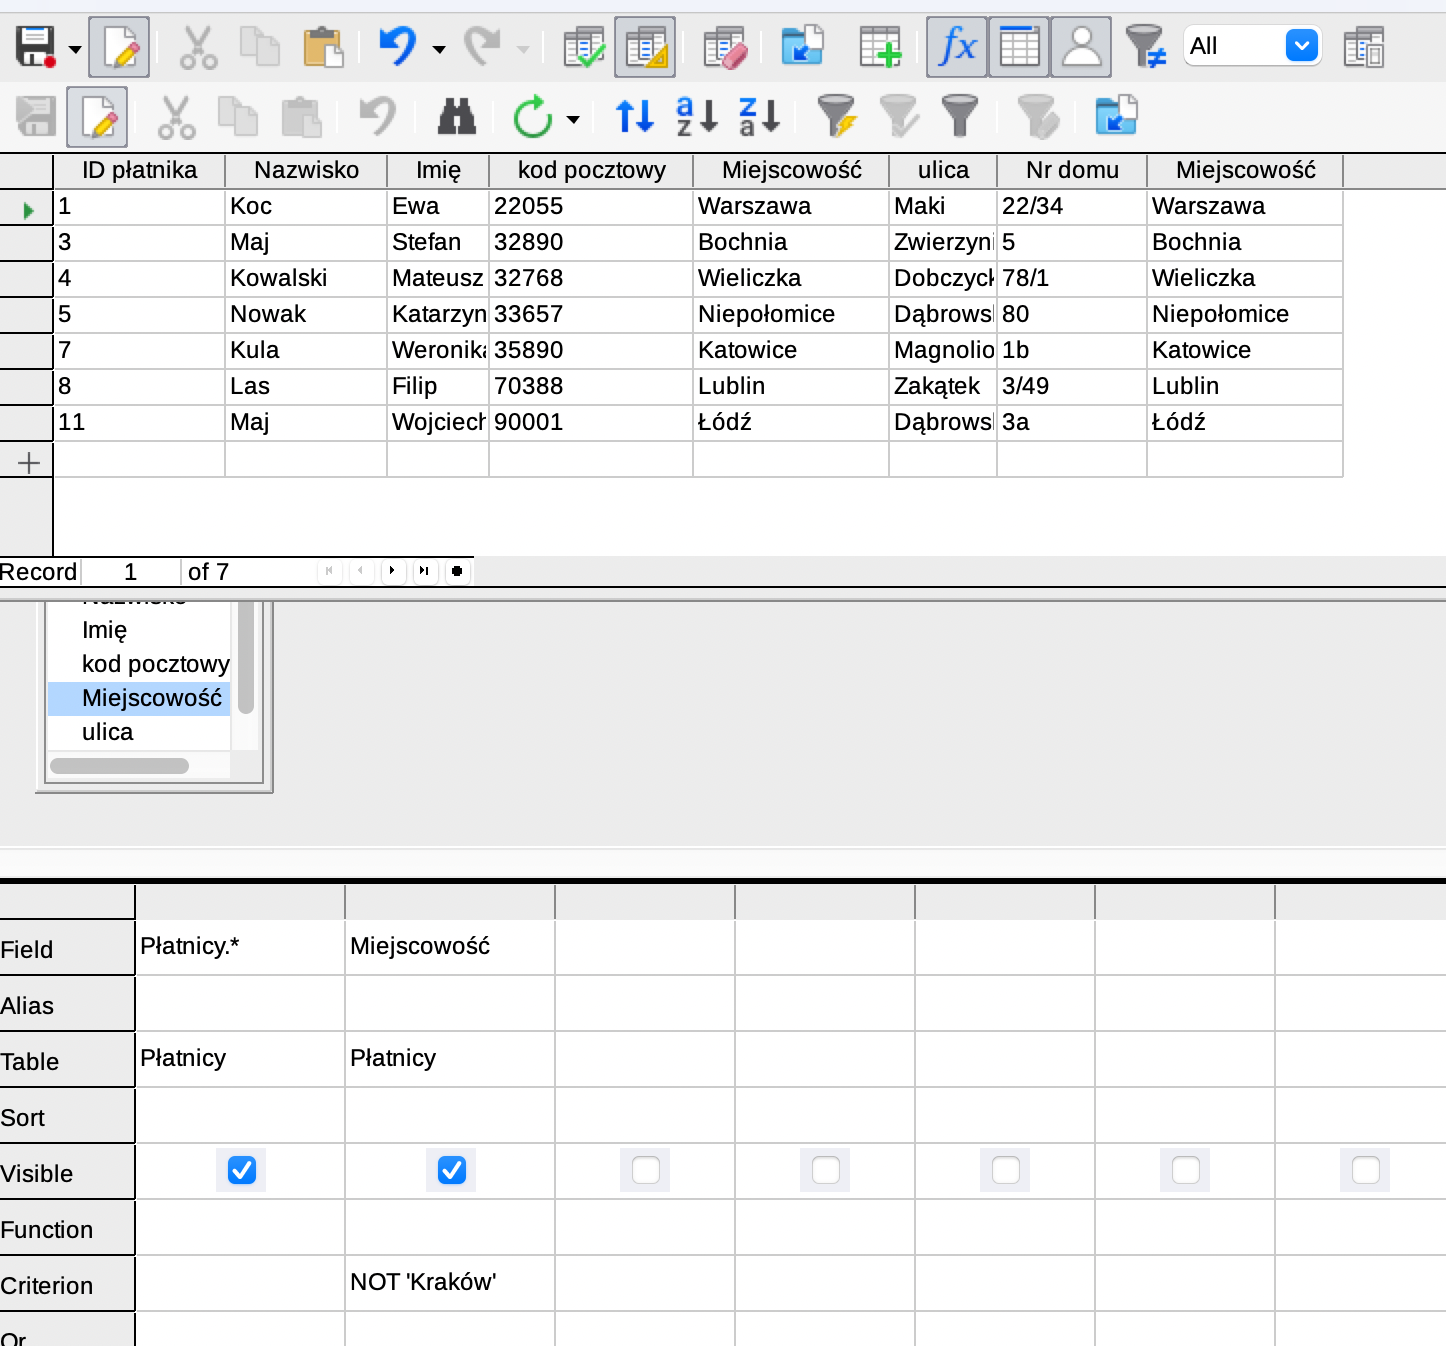 All
ID płatnika Nazwisko Imię kod pocztowy Miejscowość ulica Nr domu Miejscowość
1 Koc Ewa 22055 Warszawa Maki 22/34 Warszawa
3 Maj Stefan 32890 Bochnia Zwierzyni 5 Bochnia
4 Kowalski Mateusz 32768 Wieliczka Dobczyck 78/1 Wieliczka
5 Nowak Katarzyn 33657 Niepołomice Dąbrows 80 Niepołomice
7 Kula Weronika 35890 Katowice Magnolio 1b Katowice
8 Las Filip 70388 Lublin Zakątek 3/49 Lublin
11 Maj Wojciech 90001 Łódź Dąbrows 3a Łódź
Record 1 of 7
Nazwisko
Imię
kod pocztowy
Miejscowość
ulica
Field Płatnicy.* Miejscowość
Alias
Table Płatnicy Płatnicy
Sort
Visible
Function
Criterion NOT 'Kraków'
Or